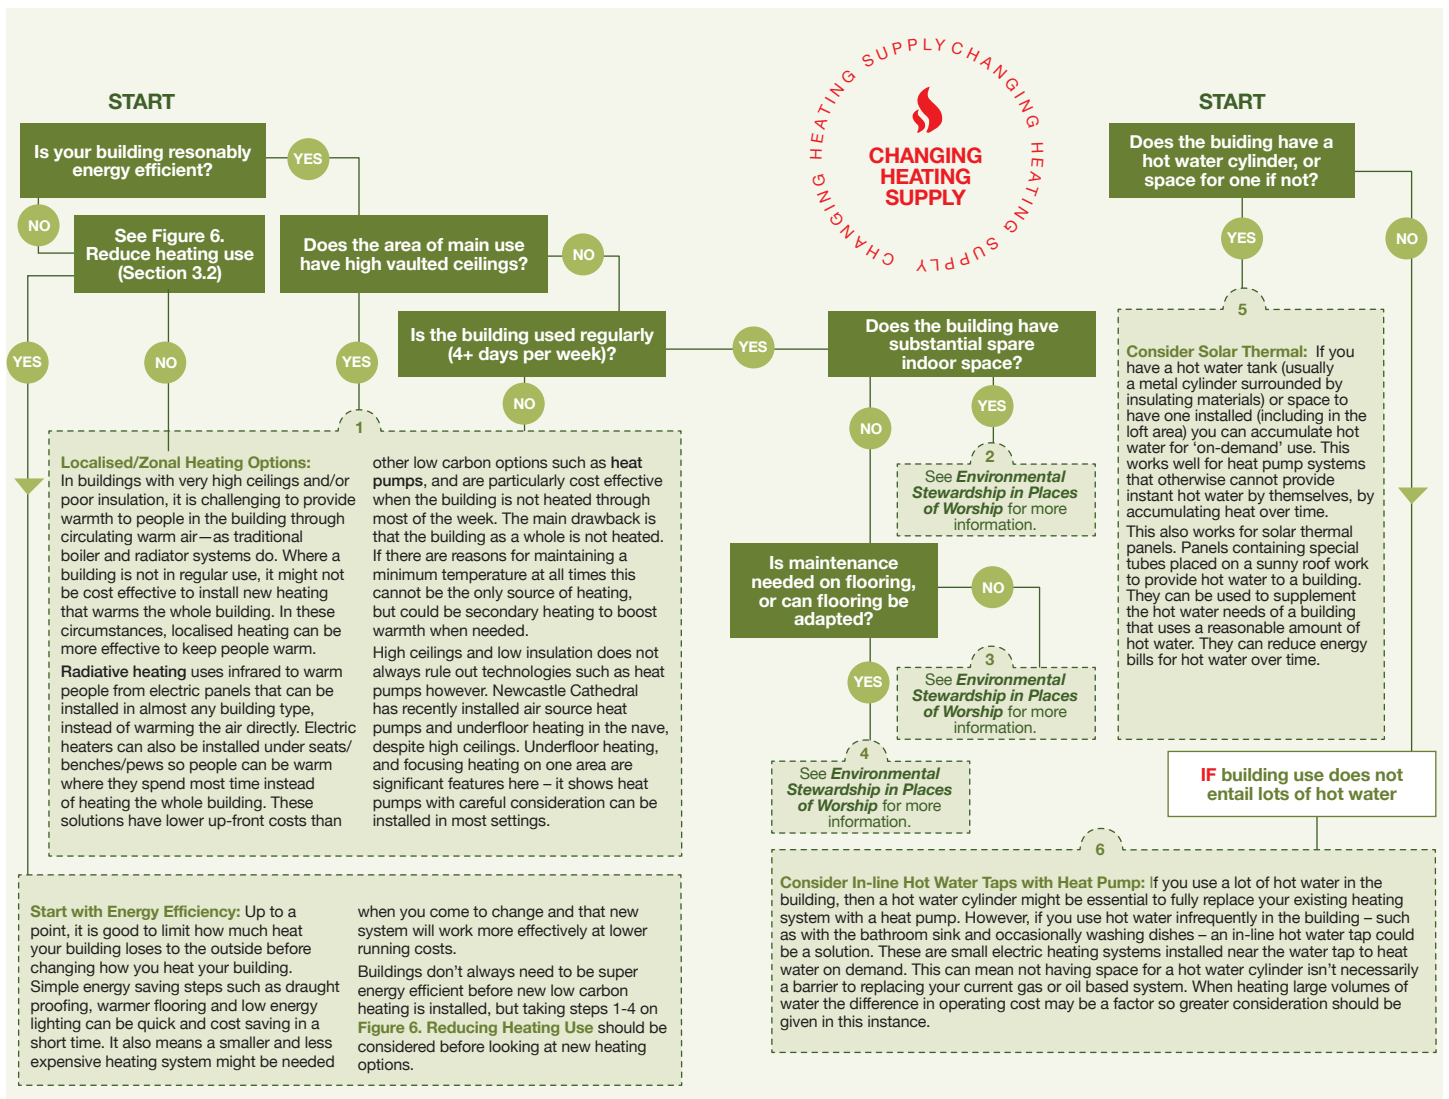 START
Is your building resonably
energy efficient?
YES
NO
See Figure 6.
Reduce heating use
(Section 3.2)
YES
NO
Does the area of main use
have high vaulted ceilings?
NO
YES
Is the building used regularly
(4+ days per week)?
YES
NO
CHANGING HEATING SUPPLY CHANGING HEATING SUPPLY
CHANGING
HEATING
SUPPLY
Does the building have
substantial spare
indoor space?
NO
YES
2
See Environmental
Stewardship in Places
of Worship for more
information.
Is maintenance
needed on flooring,
or can flooring be
adapted?
NO
YES
3
See Environmental
Stewardship in Places
of Worship for more
information.
4
See Environmental
Stewardship in Places
of Worship for more
information.
1
Localised/Zonal Heating Options:
In buildings with very high ceilings and/or
poor insulation, it is challenging to provide
warmth to people in the building through
circulating warm air—as traditional
boiler and radiator systems do. Where a
building is not in regular use, it might not
be cost effective to install new heating
that warms the whole building. In these
circumstances, localised heating can be
more effective to keep people warm.
Radiative heating uses infrared to warm
people from electric panels that can be
installed in almost any building type,
instead of warming the air directly. Electric
heaters can also be installed under seats/
benches/pews so people can be warm
where they spend most time instead
of heating the whole building. These
solutions have lower up-front costs than
other low carbon options such as heat
pumps, and are particularly cost effective
when the building is not heated through
most of the week. The main drawback is
that the building as a whole is not heated.
If there are reasons for maintaining a
minimum temperature at all times this
cannot be the only source of heating,
but could be secondary heating to boost
warmth when needed.
High ceilings and low insulation does not
always rule out technologies such as heat
pumps however. Newcastle Cathedral
has recently installed air source heat
pumps and underfloor heating in the nave,
despite high ceilings. Underfloor heating,
and focusing heating on one area are
significant features here – it shows heat
pumps with careful consideration can be
installed in most settings.
Start with Energy Efficiency: Up to a
point, it is good to limit how much heat
your building loses to the outside before
changing how you heat your building.
Simple energy saving steps such as draught
proofing, warmer flooring and low energy
lighting can be quick and cost saving in a
short time. It also means a smaller and less
expensive heating system might be needed
when you come to change and that new
system will work more effectively at lower
running costs.
Buildings don't always need to be super
energy efficient before new low carbon
heating is installed, but taking steps 1-4 on
Figure 6. Reducing Heating Use should be
considered before looking at new heating
options.
START
Does the buiding have a
hot water cylinder, or
space for one if not?
YES
NO
5
Consider Solar Thermal: If you
have a hot water tank (usually
a metal cylinder surrounded by
insulating materials) or space to
have one installed (including in the
loft area) you can accumulate hot
water for ‘on-demand’ use. This
works well for heat pump systems
that otherwise cannot provide
instant hot water by themselves, by
accumulating heat over time.
This also works for solar thermal
panels. Panels containing special
tubes placed on a sunny roof work
to provide hot water to a building.
They can be used to supplement
the hot water needs of a building
that uses a reasonable amount of
hot water. They can reduce energy
bills for hot water over time.
IF building use does not
entail lots of hot water
6
Consider In-line Hot Water Taps with Heat Pump: If you use a lot of hot water in the
building, then a hot water cylinder might be essential to fully replace your existing heating
system with a heat pump. However, if you use hot water infrequently in the building – such
as with the bathroom sink and occasionally washing dishes – an in-line hot water tap could
be a solution. These are small electric heating systems installed near the water tap to heat
water on demand. This can mean not having space for a hot water cylinder isn't necessarily
a barrier to replacing your current gas or oil based system. When heating large volumes of
water the difference in operating cost may be a factor so greater consideration should be
given in this instance.